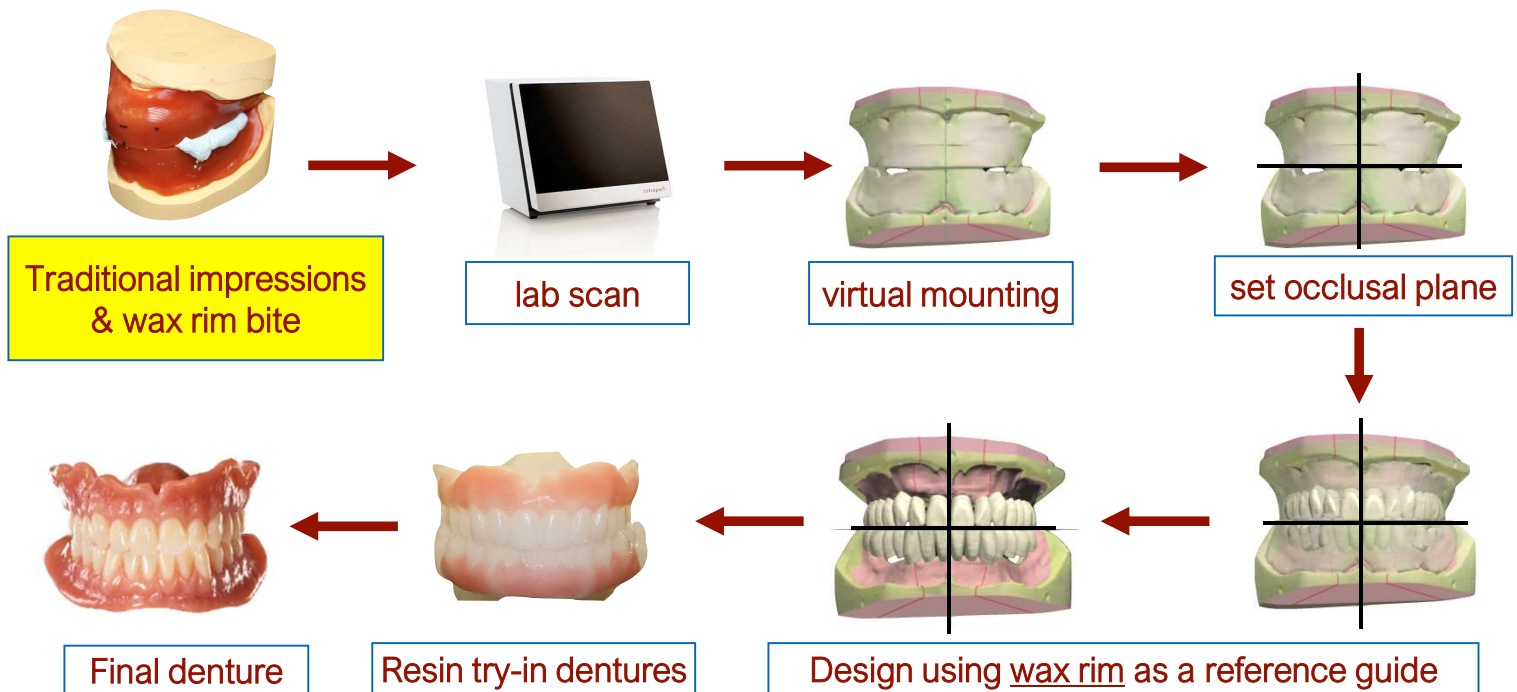 Traditional impressions
& wax rim bite
lab scan
3shape
virtual mounting
set occlusal plane
Design using wax rim as a reference guide
Resin try-in dentures
Final denture